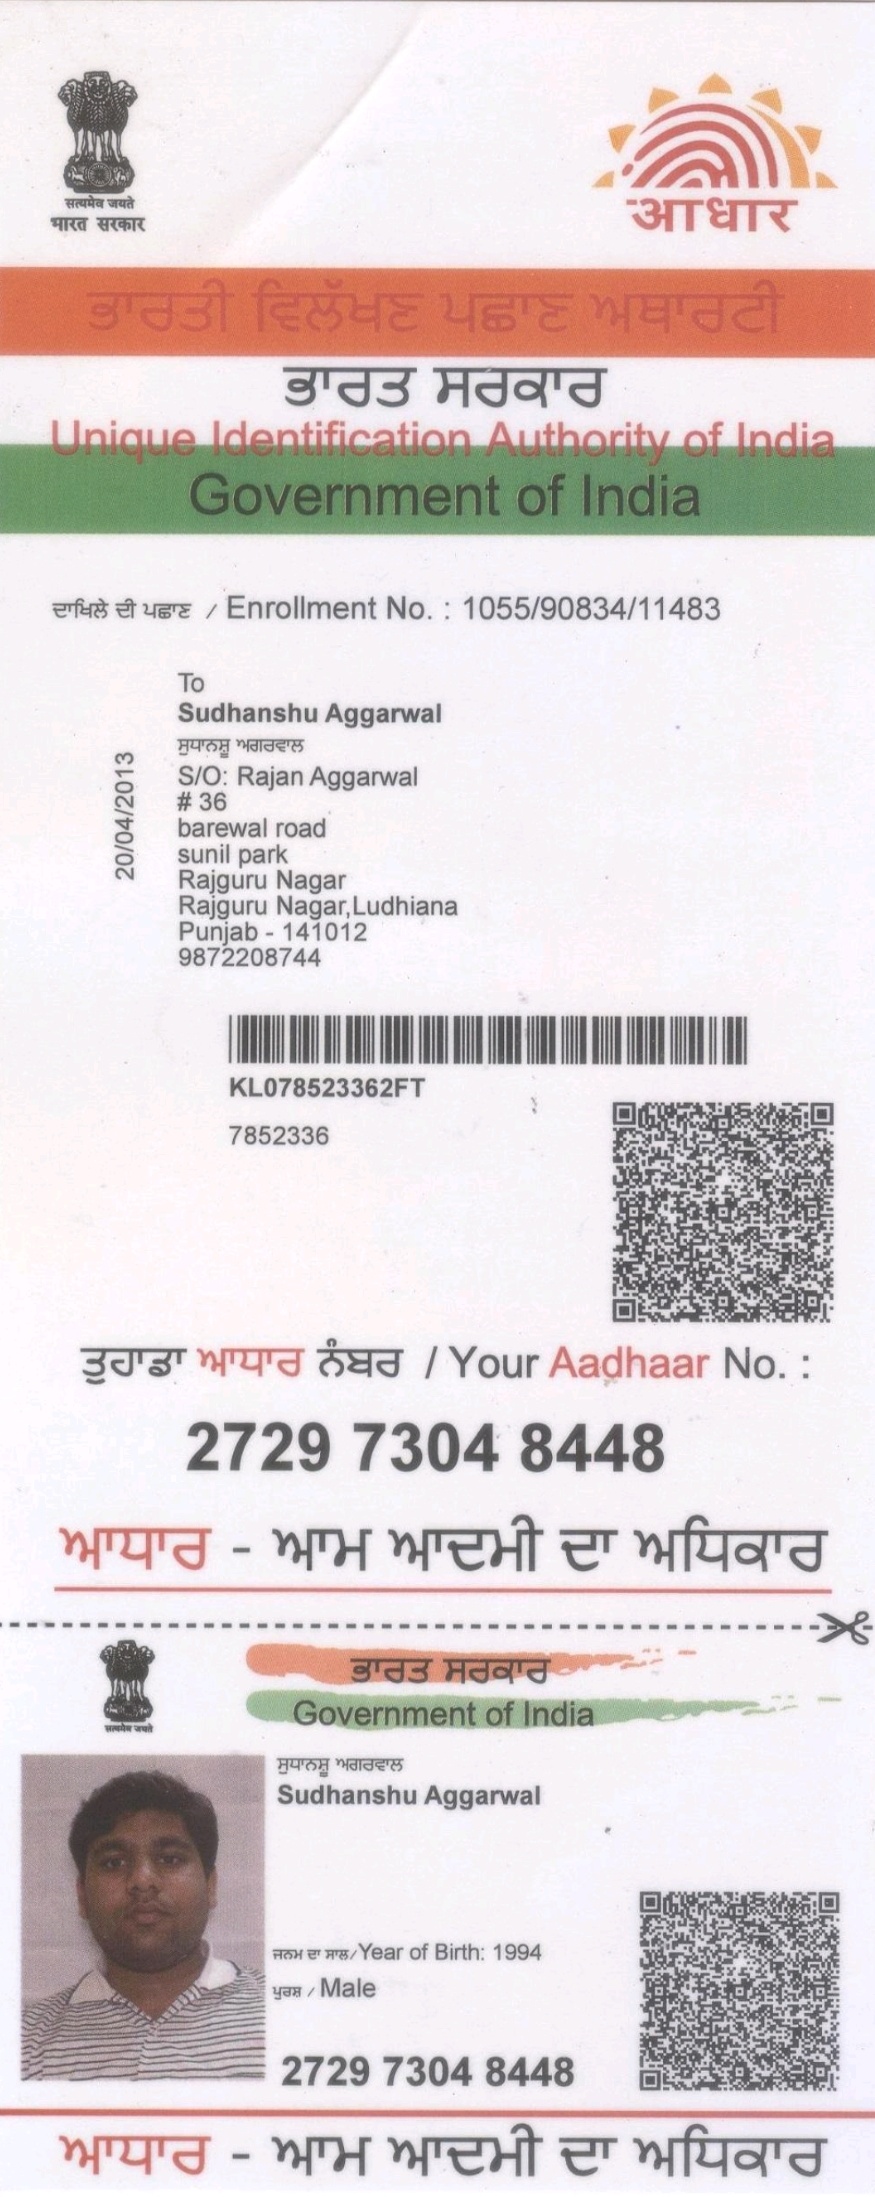 सत्यमेव जयते
भारत सरकार
आधार
ਭਾਰਤੀ ਵਿਲੱਖਣ ਪਛਾਣ ਅਥਾਰਟੀ
ਭਾਰਤ ਸਰਕਾਰ
Unique Identification Authority of India
Government of India
ਦਾਖਿਲੇ ਦੀ ਪਛਾਣ / Enrollment No. : 1055/90834/11483
20/04/2013
To
Sudhanshu Aggarwal
ਸੁਧਾਨਸ਼ੂ ਅਗਰਵਾਲ
S/O: Rajan Aggarwal
# 36
barewal road
sunil park
Rajguru Nagar
Rajguru Nagar,Ludhiana
Punjab - 141012
9872208744
KL078523362FT
7852336
ਤੁਹਾਡਾ ਆਧਾਰ ਨੰਬਰ / Your Aadhaar No. :
2729 7304 8448
ਆਧਾਰ - ਆਮ ਆਦਮੀ ਦਾ ਅਧਿਕਾਰ
सत्यमेव जयते
ਭਾਰਤ ਸਰਕਾਰ
Government of India
ਸੁਧਾਨਸ਼ੂ ਅਗਰਵਾਲ
Sudhanshu Aggarwal
ਜਨਮ ਦਾ ਸਾਲ/Year of Birth: 1994
ਪੁਰਸ਼ / Male
2729 7304 8448
ਆਧਾਰ - ਆਮ ਆਦਮੀ ਦਾ ਅਧਿਕਾਰ